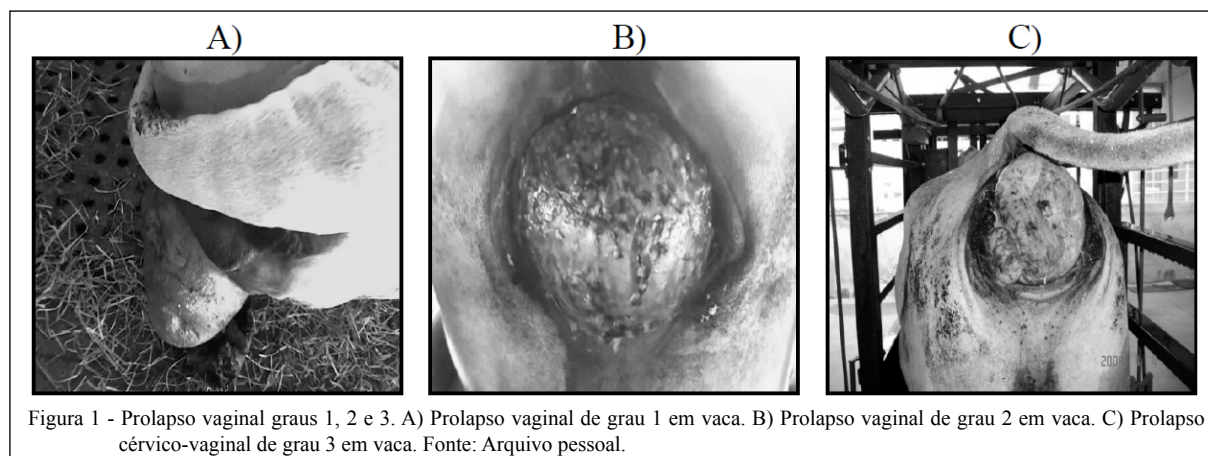 A)
B)
C)
2008
Figura 1 - Prolapso vaginal graus 1, 2 e 3. A) Prolapso vaginal de grau 1 em vaca. B) Prolapso vaginal de grau 2 em vaca. C) Prolapso
cérvico-vaginal de grau 3 em vaca. Fonte: Arquivo pessoal.